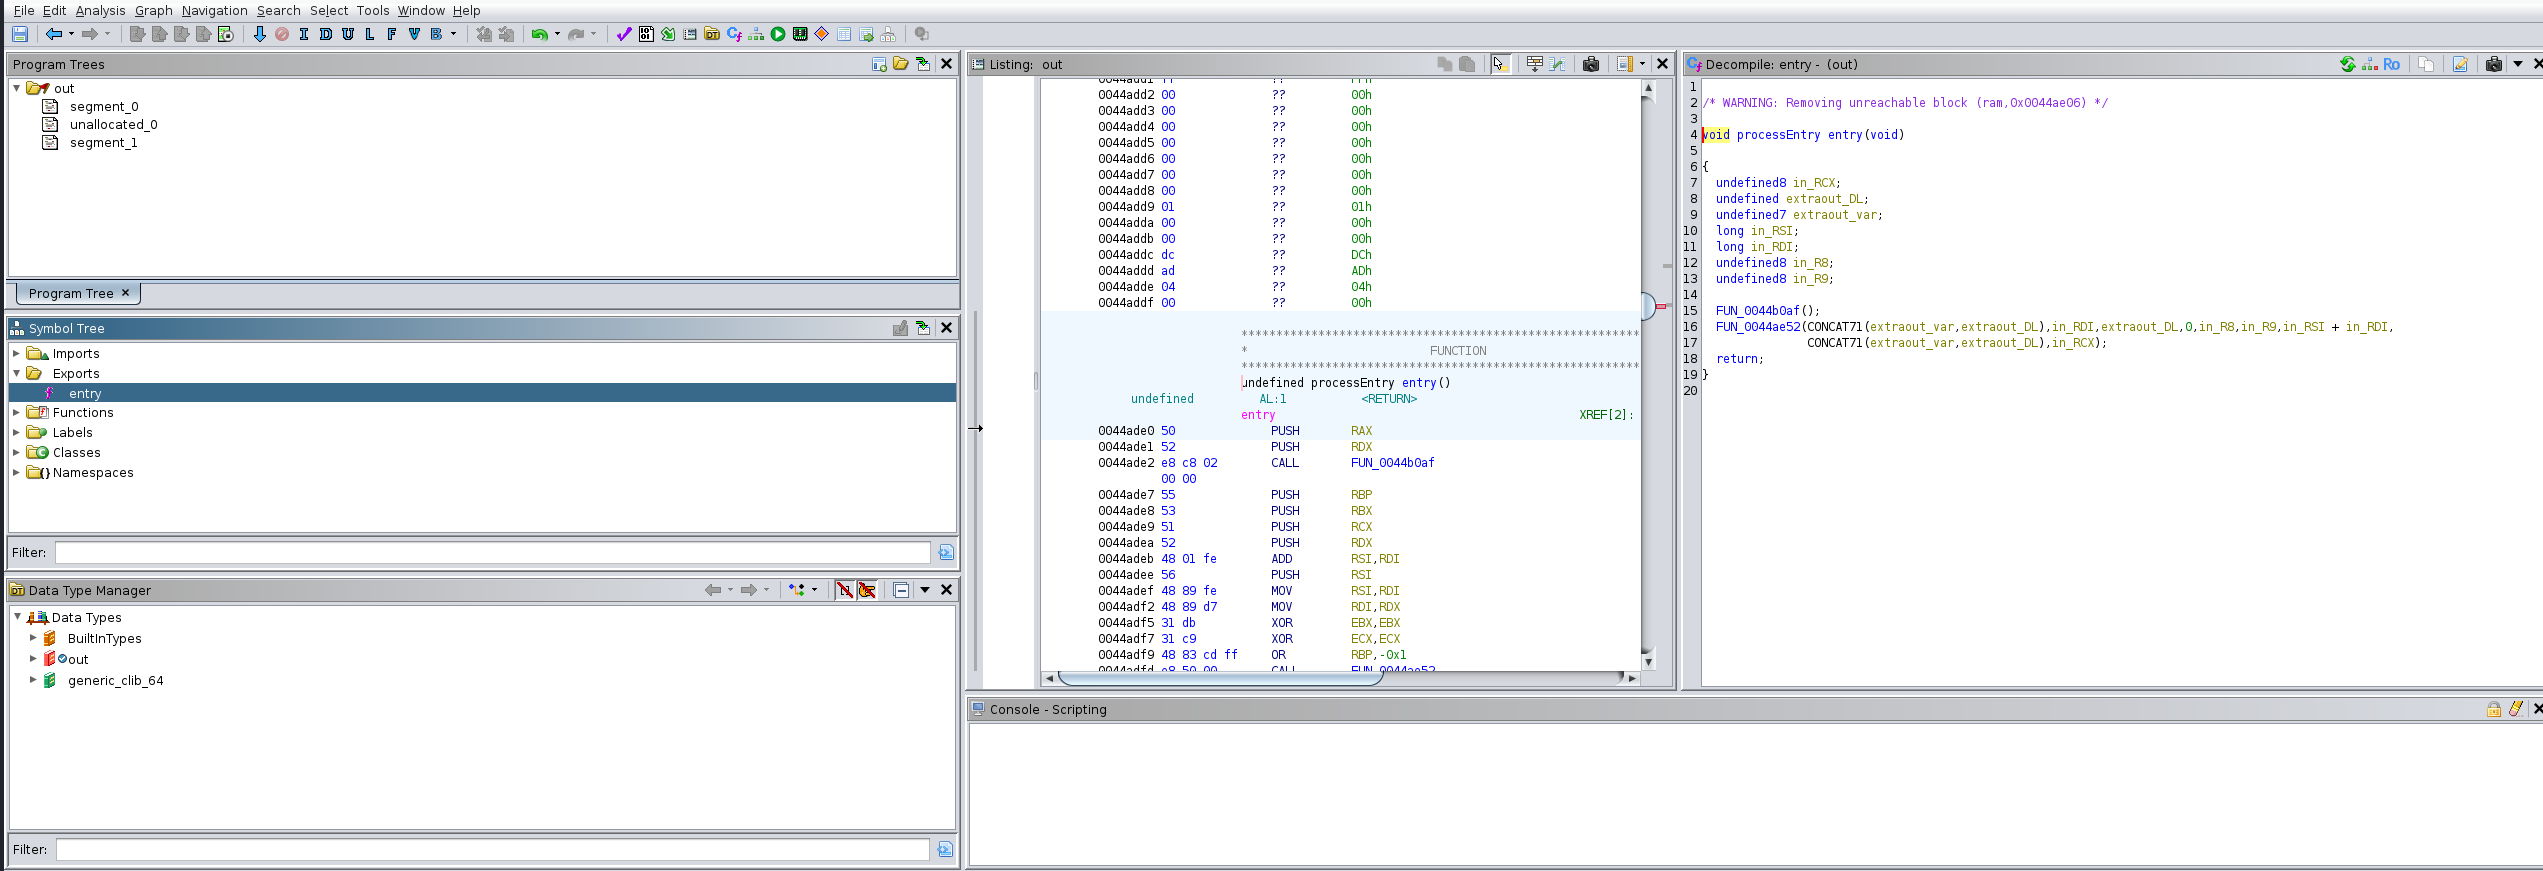 File Edit Analysis Graph Navigation Search Select Tools Window Help
I D U L F V B
Program Trees
out
segment_0
unallocated_0
segment_1
Program Tree
Symbol Tree
Imports
Exports
entry
Functions
Labels
Classes
Namespaces
Filter:
Data Type Manager
Data Types
BuiltInTypes
out
generic_clib_64
Filter:
Listing: out
0044add2 00 ?? 00h
0044add3 00 ?? 00h
0044add4 00 ?? 00h
0044add5 00 ?? 00h
0044add6 00 ?? 00h
0044add7 00 ?? 00h
0044add8 00 ?? 00h
0044add9 01 ?? 01h
0044adda 00 ?? 00h
0044addb 00 ?? 00h
0044addc dc ?? DCh
0044addd ad ?? ADh
0044adde 04 ?? 04h
0044addf 00 ?? 00h
*********************************************************
* FUNCTION
*********************************************************
undefined processEntry entry()
undefined AL:1 <RETURN>
entry XREF[2]:
0044ade0 50 PUSH RAX
0044ade1 52 PUSH RDX
0044ade2 e8 c8 02 CALL FUN_0044b0af
00 00
0044ade7 55 PUSH RBP
0044ade8 53 PUSH RBX
0044ade9 51 PUSH RCX
0044adea 52 PUSH RDX
0044adeb 48 01 fe ADD RSI,RDI
0044adee 56 PUSH RSI
0044adef 48 89 fe MOV RSI,RDI
0044adf2 48 89 d7 MOV RDI,RDX
0044adf5 31 db XOR EBX,EBX
0044adf7 31 c9 XOR ECX,ECX
0044adf9 48 83 cd ff OR RBP,-0x1
0044adfd e8 50 00 CALL FUN_0044ae52
Decompile: entry - (out)
Ro
1
2 /* WARNING: Removing unreachable block (ram,0x0044ae06) */
3
4 void processEntry entry(void)
5
6 {
7 undefined8 in_RCX;
8 undefined extraout_DL;
9 undefined7 extraout_var;
10 long in_RSI;
11 long in_RDI;
12 undefined8 in_R8;
13 undefined8 in_R9;
14
15 FUN_0044b0af();
16 FUN_0044ae52(CONCAT71(extraout_var,extraout_DL),in_RDI,extraout_DL,0,in_R8,in_R9,in_RSI + in_RDI,
17 CONCAT71(extraout_var,extraout_DL),in_RCX);
18 return;
19 }
20
Console - Scripting